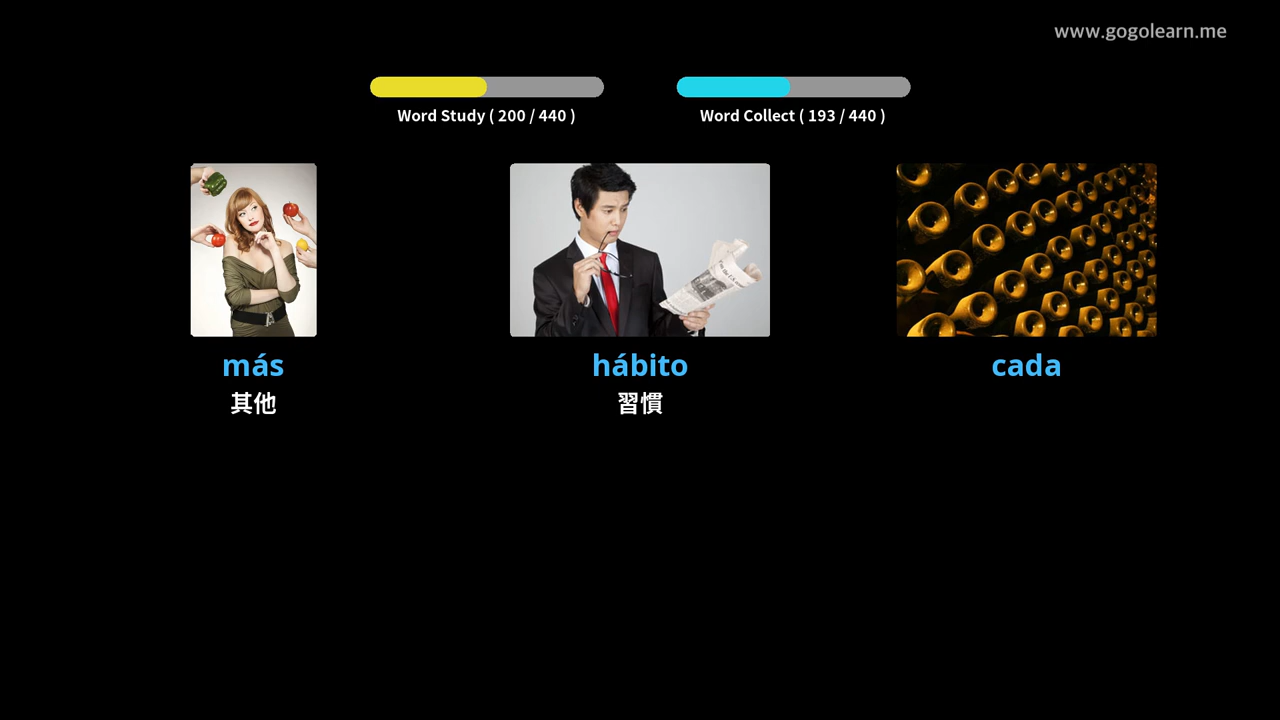 www.gogolearn.me
Word Study ( 200 / 440 )
Word Collect ( 193 / 440 )
más
hábito
cada
其他
習慣